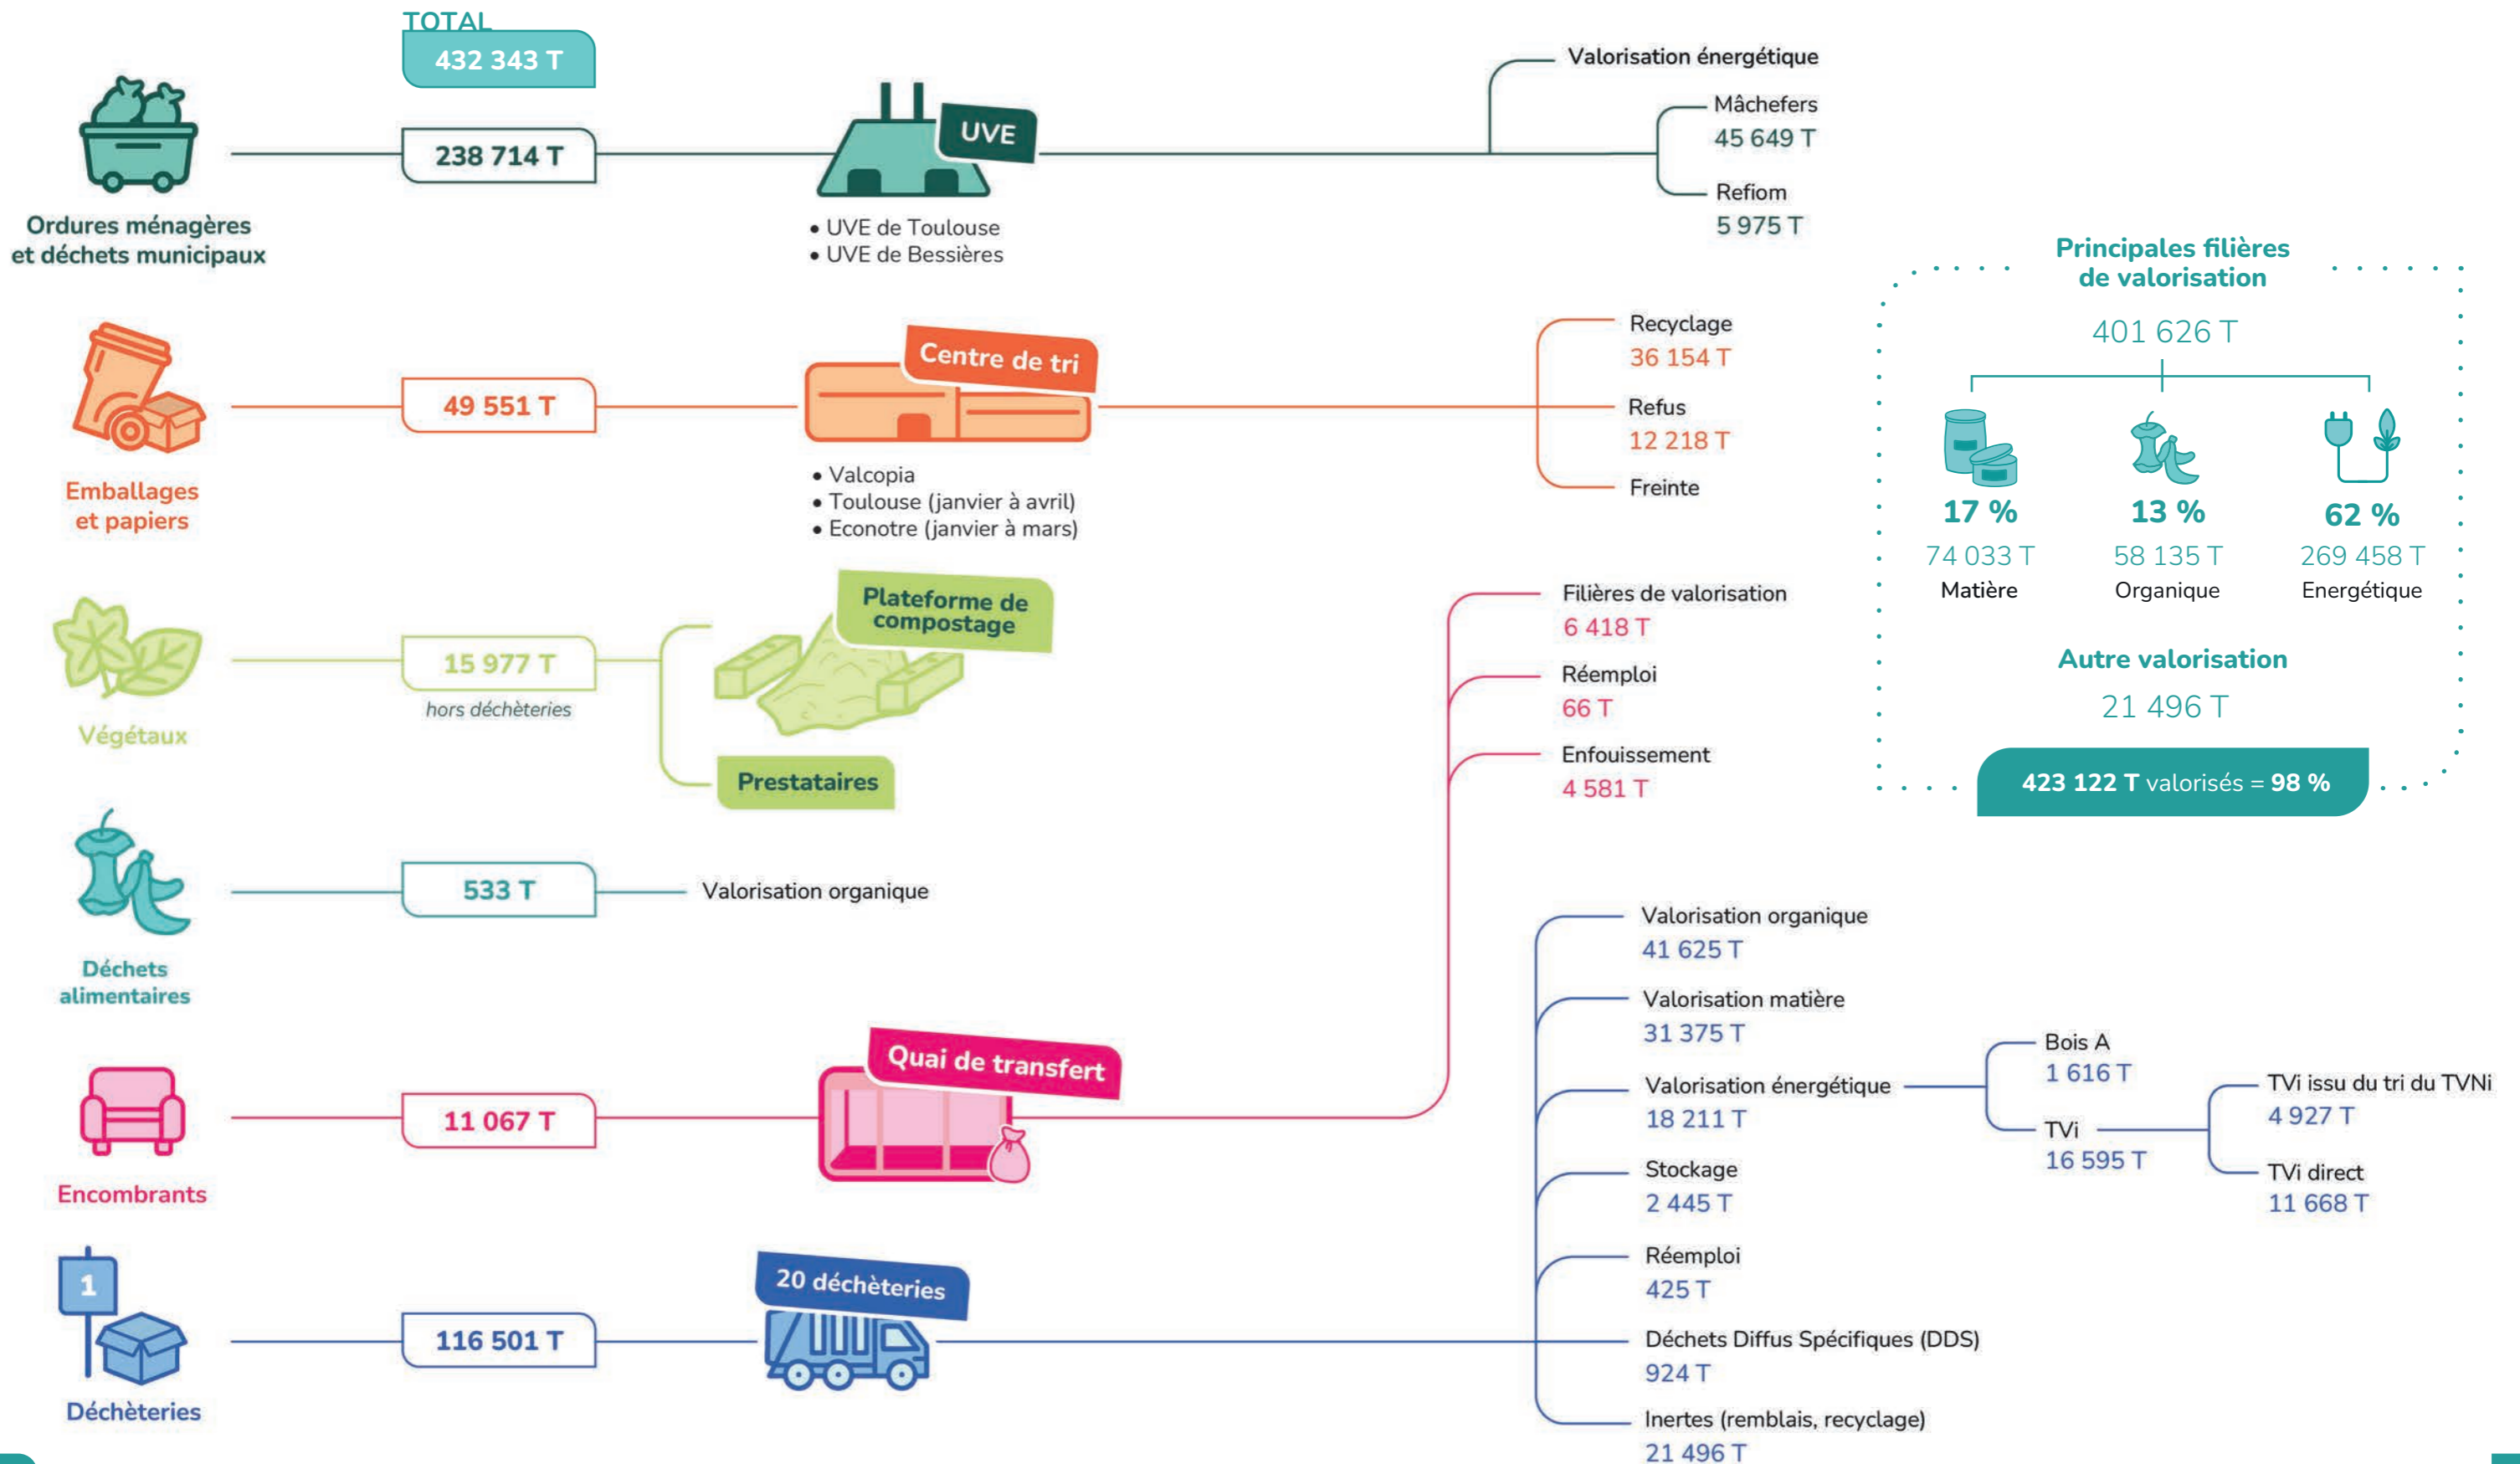 TOTAL
432 343 T
Ordures ménagères
et déchets municipaux
238 714 T
UVE
• UVE de Toulouse
• UVE de Bessières
Valorisation énergétique
Mâchefers
45 649 T
Refiom
5 975 T
Emballages
et papiers
49 551 T
Centre de tri
• Valcopia
• Toulouse (janvier à avril)
• Econotre (janvier à mars)
Recyclage
36 154 T
Refus
12 218 T
Freinte
Végétaux
15 977 T
hors déchèteries
Plateforme de
compostage
Prestataires
Déchets
alimentaires
533 T
Valorisation organique
Encombrants
11 067 T
Quai de transfert
Filières de valorisation
6 418 T
Réemploi
66 T
Enfouissement
4 581 T
1
Déchèteries
116 501 T
20 déchèteries
Valorisation organique
41 625 T
Valorisation matière
31 375 T
Valorisation énergétique
18 211 T
Bois A
1 616 T
TVi
16 595 T
TVi issu du tri du TVNi
4 927 T
TVi direct
11 668 T
Stockage
2 445 T
Réemploi
425 T
Déchets Diffus Spécifiques (DDS)
924 T
Inertes (remblais, recyclage)
21 496 T
Principales filières
de valorisation
401 626 T
17 %
74 033 T
Matière
13 %
58 135 T
Organique
62 %
269 458 T
Energétique
Autre valorisation
21 496 T
423 122 T valorisés = 98 %